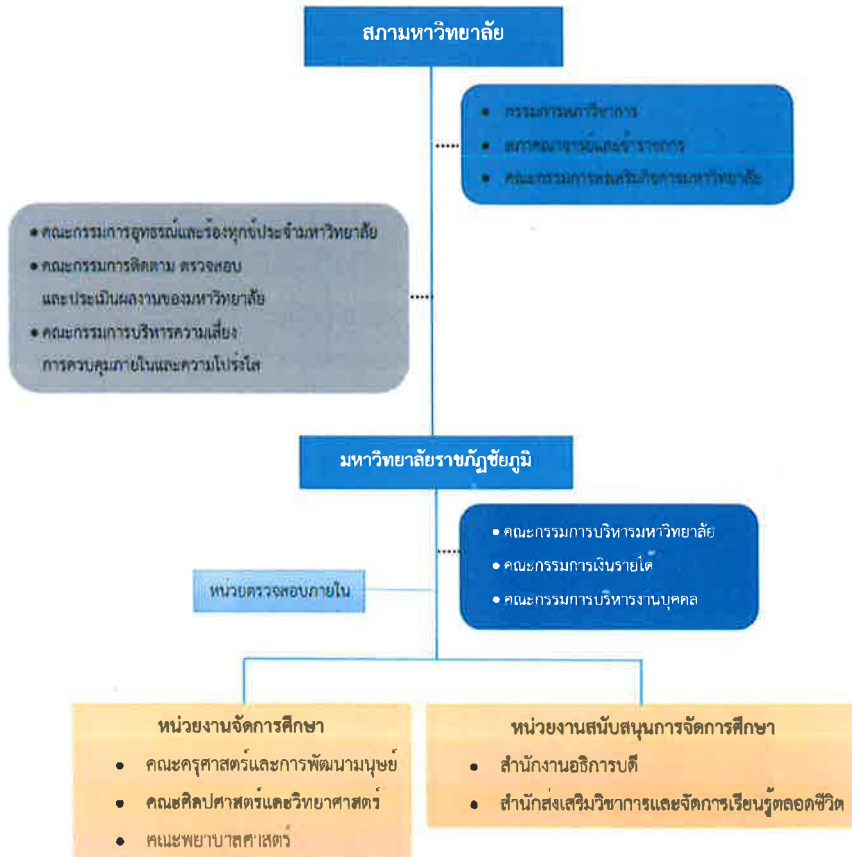 สภามหาวิทยาลัย
• กรรมการสภาวิชาการ
• สภาคณาจารย์และข้าราชการ
• คณะกรรมการส่งเสริมกิจการมหาวิทยาลัย
• คณะกรรมการอุทธรณ์และร้องทุกข์ประจำมหาวิทยาลัย
• คณะกรรมการติดตาม ตรวจสอบ
และประเมินผลงานของมหาวิทยาลัย
• คณะกรรมการบริหารความเสี่ยง
การควบคุมภายในและความโปร่งใส
มหาวิทยาลัยราชภัฏชัยภูมิ
• คณะกรรมการบริหารมหาวิทยาลัย
• คณะกรรมการเงินรายได้
• คณะกรรมการบริหารงานบุคคล
หน่วยตรวจสอบภายใน
หน่วยงานจัดการศึกษา
• คณะครุศาสตร์และการพัฒนามนุษย์
• คณะศิลปศาสตร์และวิทยาศาสตร์
• คณะพยาบาลศาสตร์
หน่วยงานสนับสนุนการจัดการศึกษา
• สำนักงานอธิการบดี
• สำนักส่งเสริมวิชาการและจัดการเรียนรู้ตลอดชีวิต